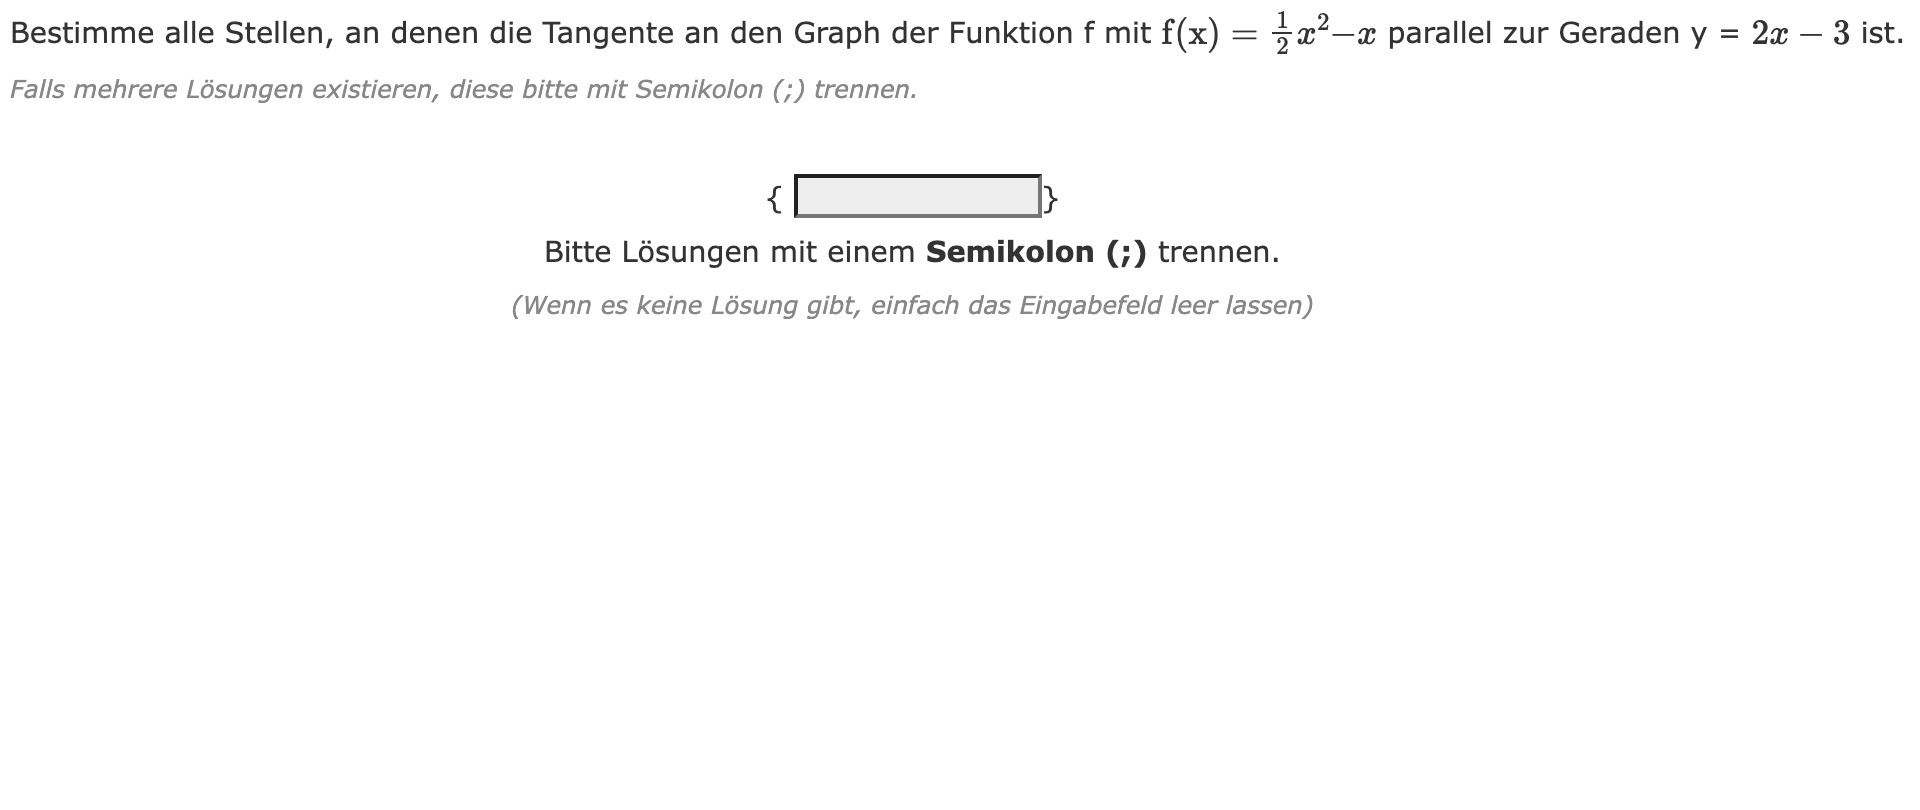 Bestimme alle Stellen, an denen die Tangente an den Graph der Funktion f mit f(x) = \frac{1}{2}x^2−x parallel zur Geraden y = 2x − 3 ist.
Falls mehrere Lösungen existieren, diese bitte mit Semikolon (;) trennen.
{ }
Bitte Lösungen mit einem Semikolon (;) trennen.
(Wenn es keine Lösung gibt, einfach das Eingabefeld leer lassen)